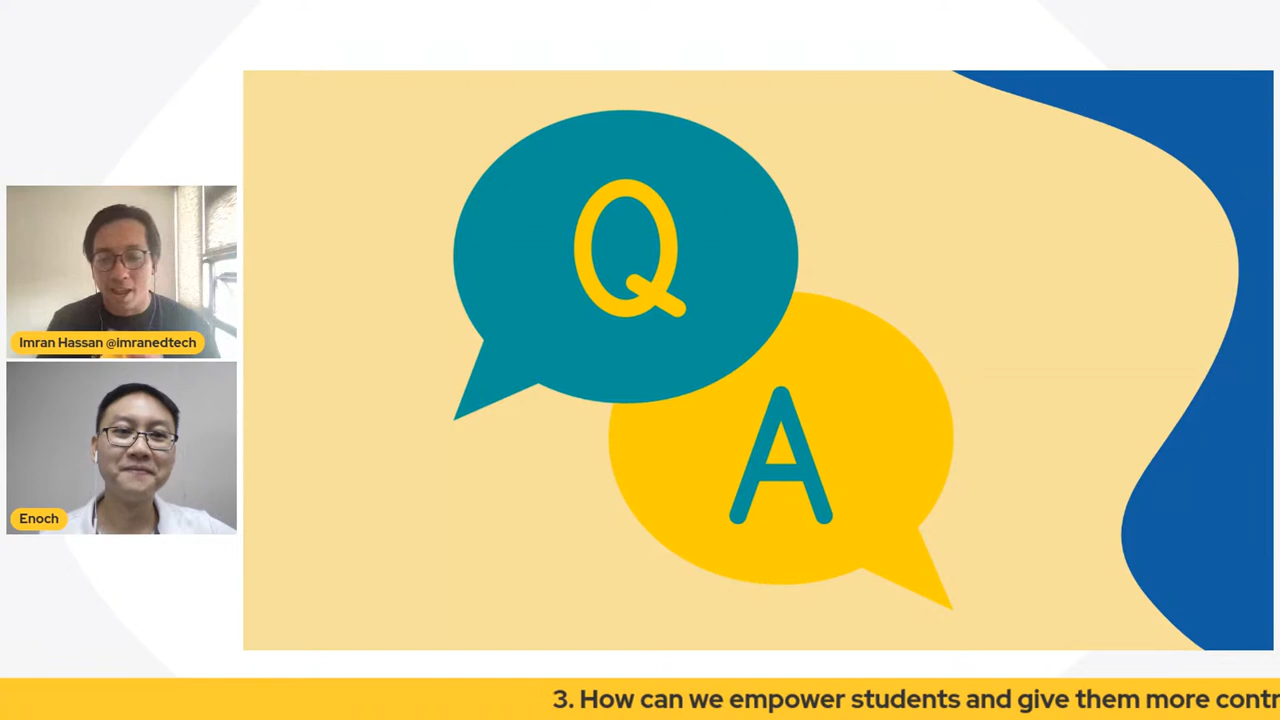 Q
A
Imran Hassan @imranedtech
Enoch
3. How can we empower students and give them more contr